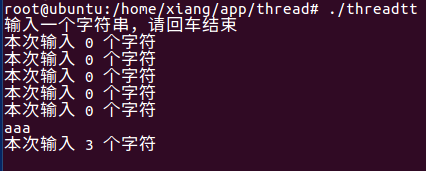 root@ubuntu:/home/xiang/app/thread# ./threadtt
输入一个字符串，请回车结束
本次输入 0 个字符
本次输入 0 个字符
本次输入 0 个字符
本次输入 0 个字符
本次输入 0 个字符
aaa
本次输入 3 个字符